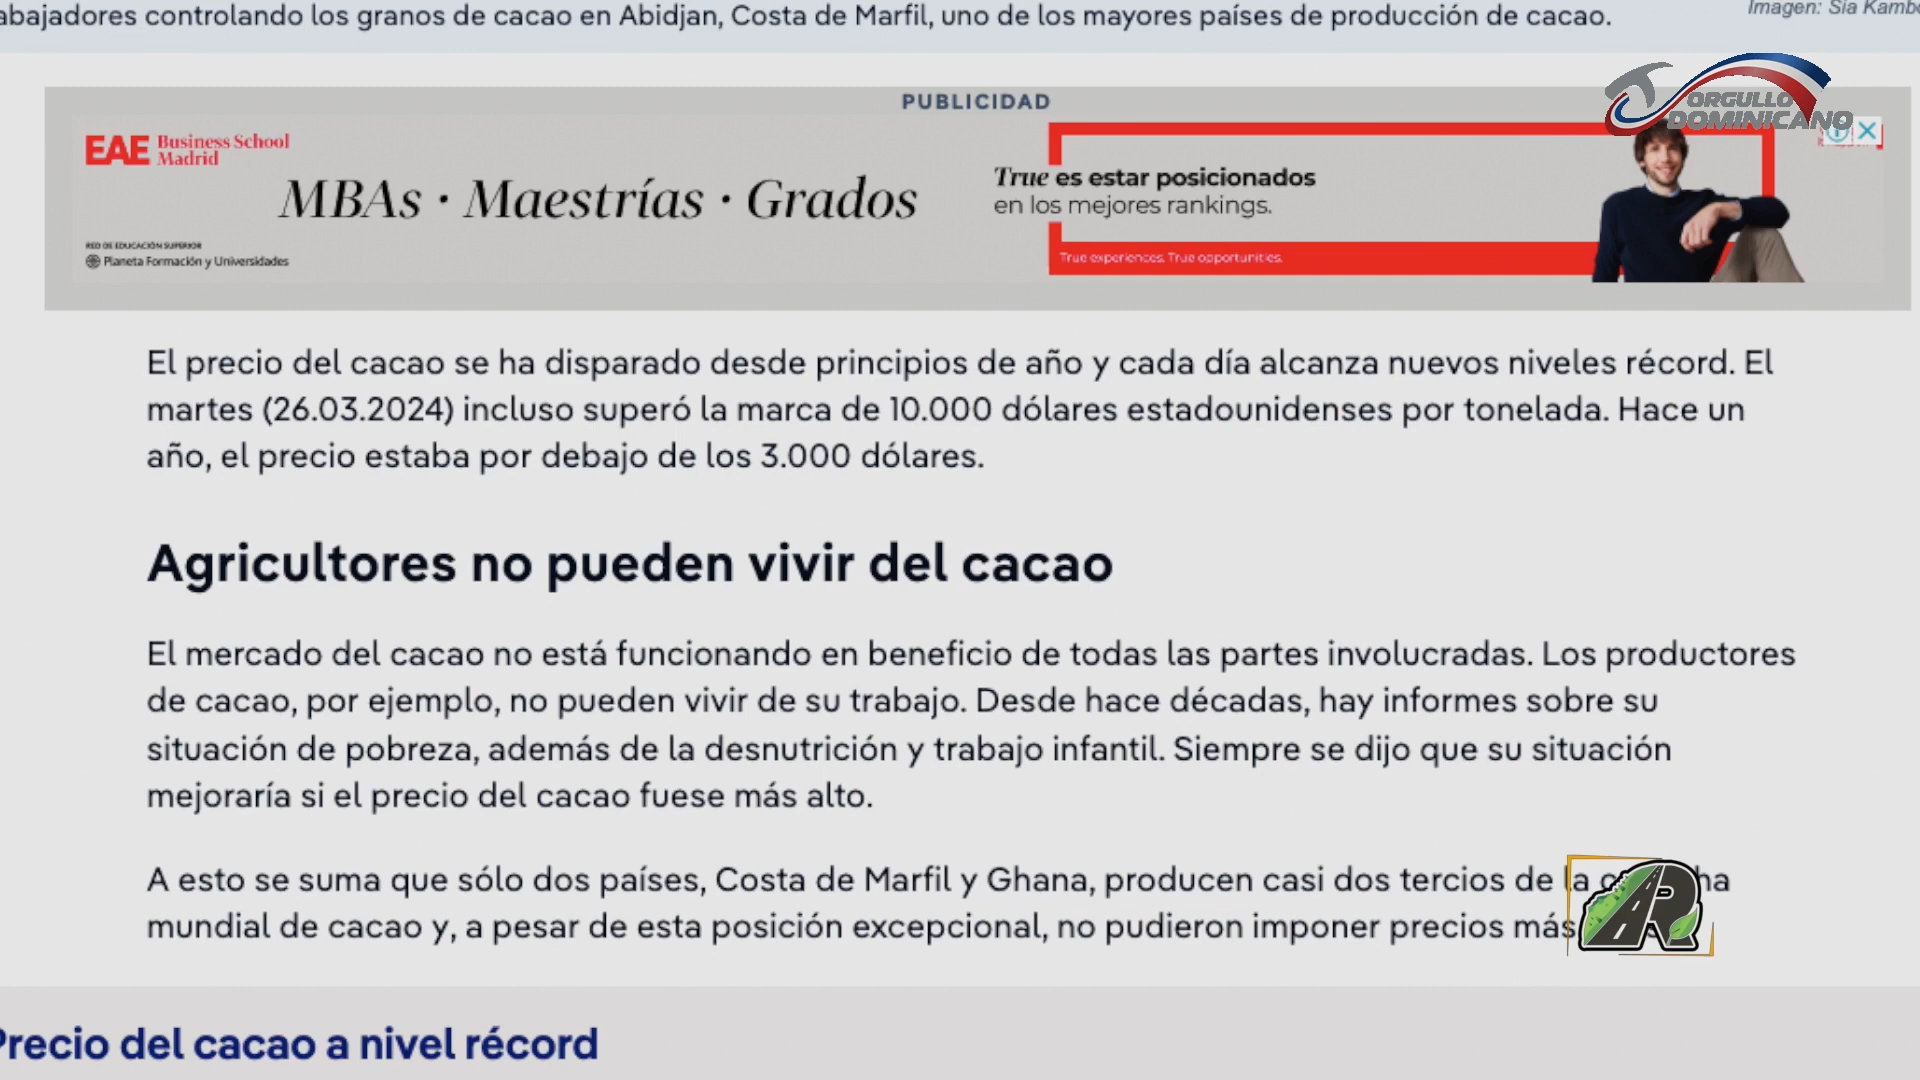 abajadores controlando los granos de cacao en Abidjan, Costa de Marfil, uno de los mayores países de producción de cacao.
Imagen: Sia Kamb
ORGULLO
DOMINICANO
PUBLICIDAD
EAE Business School
Madrid
MBAs · Maestrías · Grados
RED DE EDUCACIÓN SUPERIOR
Planeta Formación y Universidades
True es estar posicionados
en los mejores rankings.
True experiences. True opportunities.
El precio del cacao se ha disparado desde principios de año y cada día alcanza nuevos niveles récord. El
martes (26.03.2024) incluso superó la marca de 10.000 dólares estadounidenses por tonelada. Hace un
año, el precio estaba por debajo de los 3.000 dólares.
Agricultores no pueden vivir del cacao
El mercado del cacao no está funcionando en beneficio de todas las partes involucradas. Los productores
de cacao, por ejemplo, no pueden vivir de su trabajo. Desde hace décadas, hay informes sobre su
situación de pobreza, además de la desnutrición y trabajo infantil. Siempre se dijo que su situación
mejoraría si el precio del cacao fuese más alto.
A esto se suma que sólo dos países, Costa de Marfil y Ghana, producen casi dos tercios de la
mundial de cacao y, a pesar de esta posición excepcional, no pudieron imponer precios más
R
Precio del cacao a nivel récord